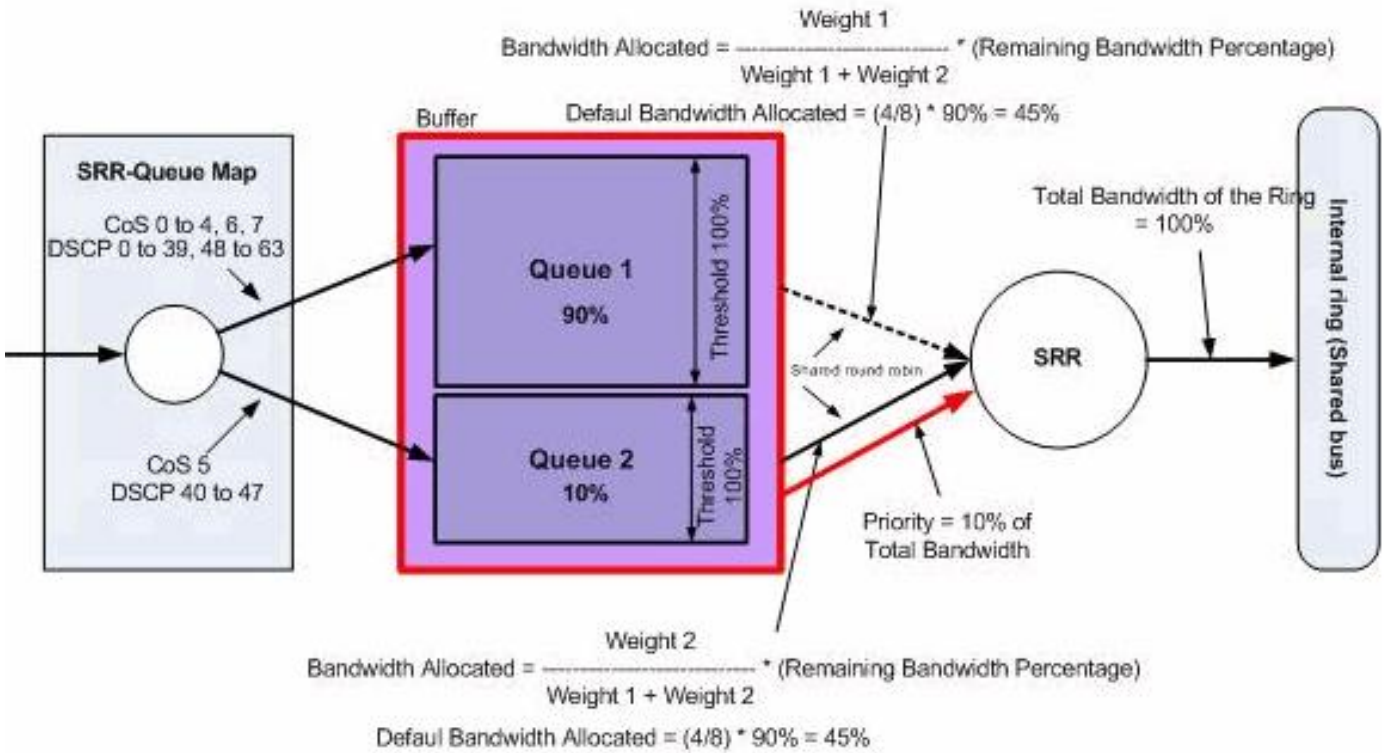 Weight 1
Bandwidth Allocated = ------------------------------ * (Remaining Bandwidth Percentage)
Weight 1 + Weight 2
Defaul Bandwidth Allocated = (4/8) * 90% = 45%
Buffer
SRR-Queue Map
CoS 0 to 4, 6, 7
DSCP 0 to 39, 48 to 63
CoS 5
DSCP 40 to 47
Queue 1
90%
Threshold 100%
Queue 2
10%
Threshold
100%
Shared round robin
SRR
Total Bandwidth of the Ring
= 100%
Internal ring (Shared bus)
Priority = 10% of
Total Bandwidth
Weight 2
Bandwidth Allocated = ------------------------------ * (Remaining Bandwidth Percentage)
Weight 1 + Weight 2
Defaul Bandwidth Allocated = (4/8) * 90% = 45%